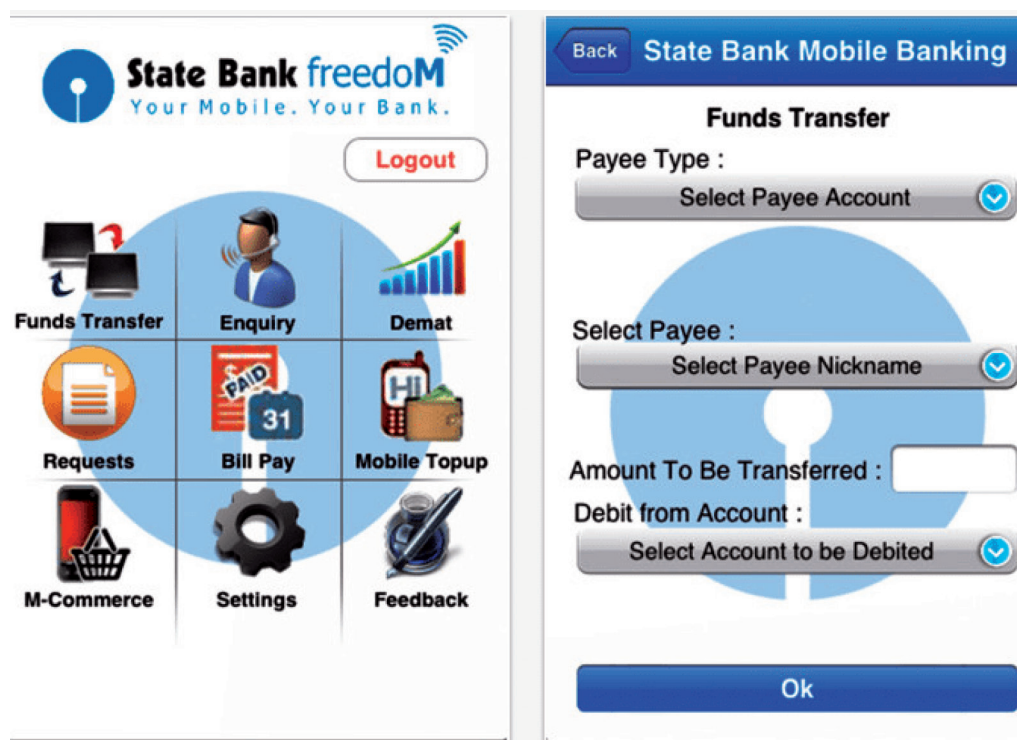 State Bank freedoM
Your Mobile. Your Bank.
Logout
Funds Transfer
Enquiry
Demat
Requests
PAID
31
Bill Pay
Hi
Mobile Topup
M-Commerce
Settings
Feedback
Back
State Bank Mobile Banking
Funds Transfer
Payee Type :
Select Payee Account
Select Payee :
Select Payee Nickname
Amount To Be Transferred :
Debit from Account :
Select Account to be Debited
Ok